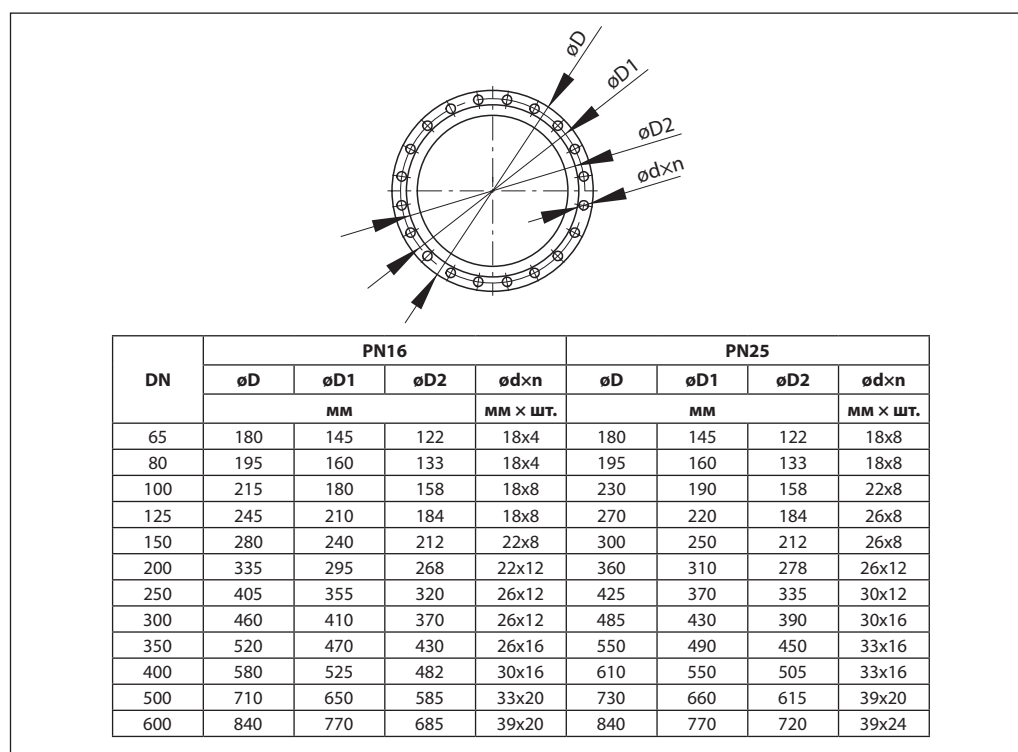 øD
øD1
øD2
ød×n
DN PN16 PN25
øD øD1 øD2 ød×n øD øD1 øD2 ød×n
мм мм × шт. мм мм × шт.
65 180 145 122 18x4 180 145 122 18x8
80 195 160 133 18x4 195 160 133 18x8
100 215 180 158 18x8 230 190 158 22x8
125 245 210 184 18x8 270 220 184 26x8
150 280 240 212 22x8 300 250 212 26x8
200 335 295 268 22x12 360 310 278 26x12
250 405 355 320 26x12 425 370 335 30x12
300 460 410 370 26x12 485 430 390 30x16
350 520 470 430 26x16 550 490 450 33x16
400 580 525 482 30x16 610 550 505 33x16
500 710 650 585 33x20 730 660 615 39x20
600 840 770 685 39x20 840 770 720 39x24